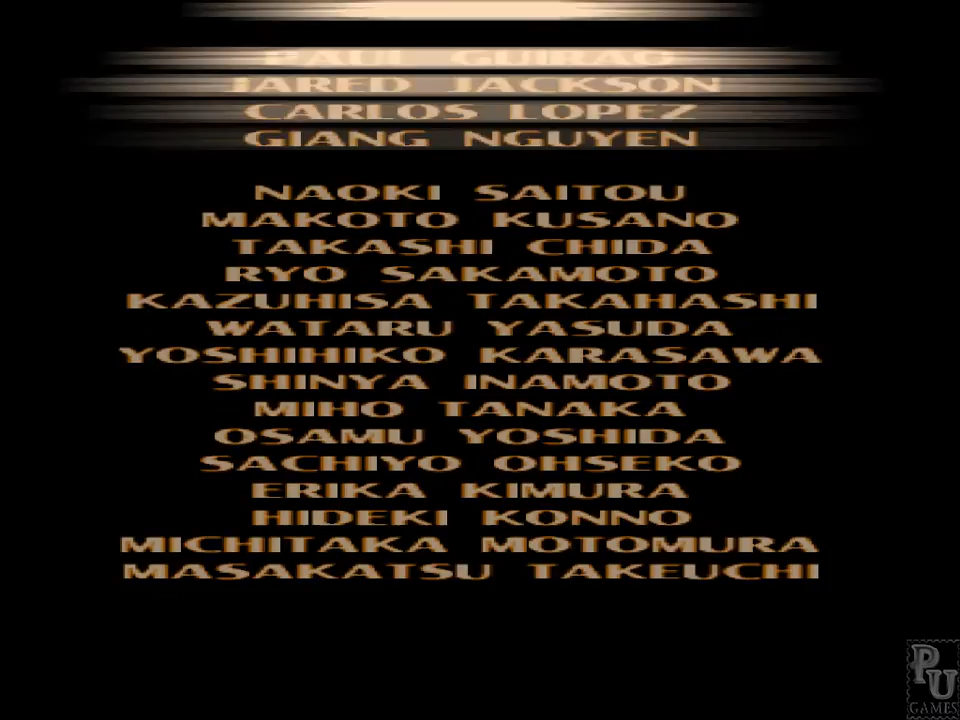 PAUL GUIRAO
JARED JACKSON
CARLOS LOPEZ
GIANG NGUYEN
NAOKI SAITOU
MAKOTO KUSANO
TAKASHI CHIDA
RYO SAKAMOTO
KAZUHISA TAKAHASHI
WATARU YASUDA
YOSHIHIKO KARASAWA
SHINYA INAMOTO
MIHO TANAKA
OSAMU YOSHIDA
SACHIYO OHSEKO
ERIKA KIMURA
HIDEKI KONNO
MICHITAKA MOTOMURA
MASAKATSU TAKEUCHI
PU
GAMES